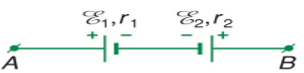 ℰ₁, r₁ ℰ₂, r₂
+ − − +
A B